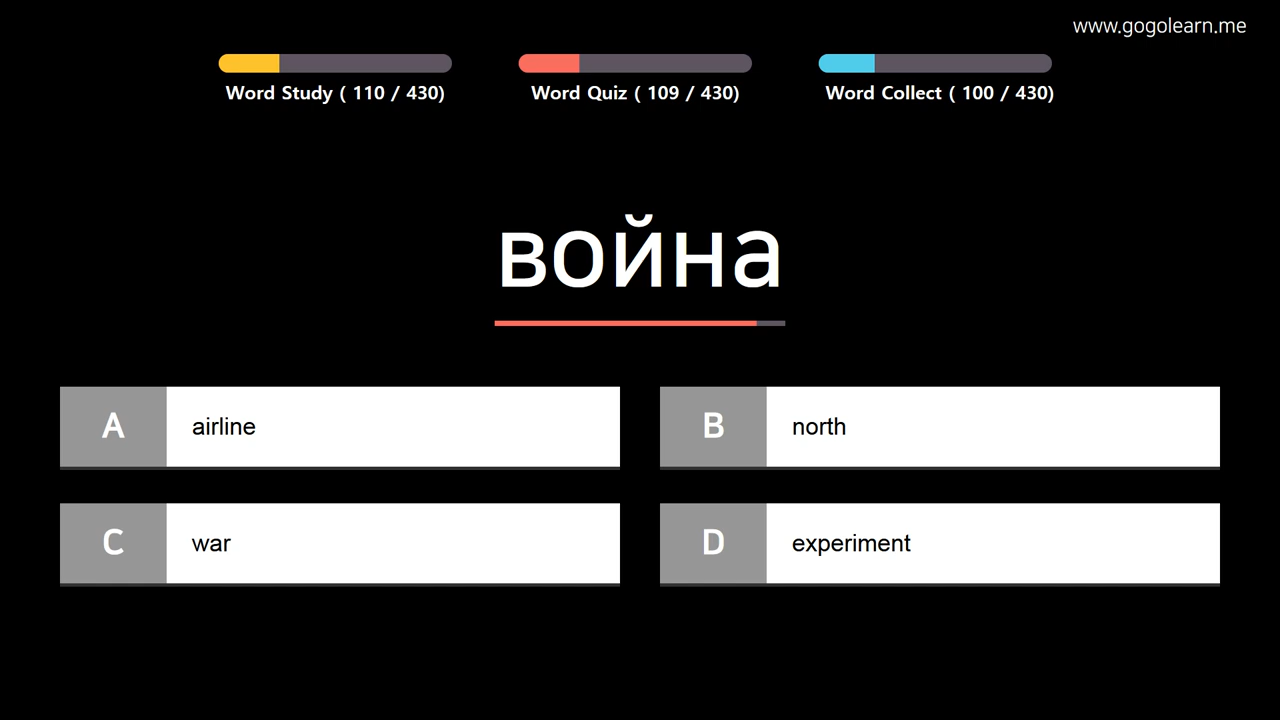 www.gogolearn.me
Word Study ( 110 / 430)
Word Quiz ( 109 / 430)
Word Collect ( 100 / 430)
война
A airline
B north
C war
D experiment